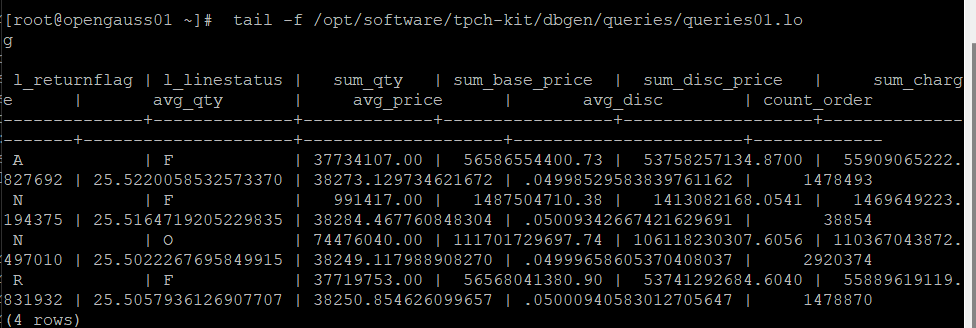 [root@opengauss01 ~]#  tail -f /opt/software/tpch-kit/dbgen/queries/queries01.lo
g
 l_returnflag | l_linestatus |   sum_qty   | sum_base_price  |  sum_disc_price   |     sum_charg
e      |       avg_qty       |     avg_price      |       avg_disc        | count_order
--------------+--------------+-------------+-----------------+-------------------+--------------
-------+---------------------+--------------------+-----------------------+-------------
 A            | F            | 37734107.00 |  56586554400.73 |  53758257134.8700 |  55909065222.
827692 | 25.5220058532573370 | 38273.129734621672 | .04998529583839761162 |     1478493
 N            | F            |   991417.00 |   1487504710.38 |   1413082168.0541 |   1469649223.
194375 | 25.5164719205229835 | 38284.467760848304 | .05009342667421629691 |       38854
 N            | O            | 74476040.00 | 111701729697.74 | 106118230307.6056 | 110367043872.
497010 | 25.5022267695849915 | 38249.117988908270 | .04999658605370408037 |     2920374
 R            | F            | 37719753.00 |  56568041380.90 |  53741292684.6040 |  55889619119.
831932 | 25.5057936126907707 | 38250.854626099657 | .05000940583012705647 |     1478870
(4 rows)